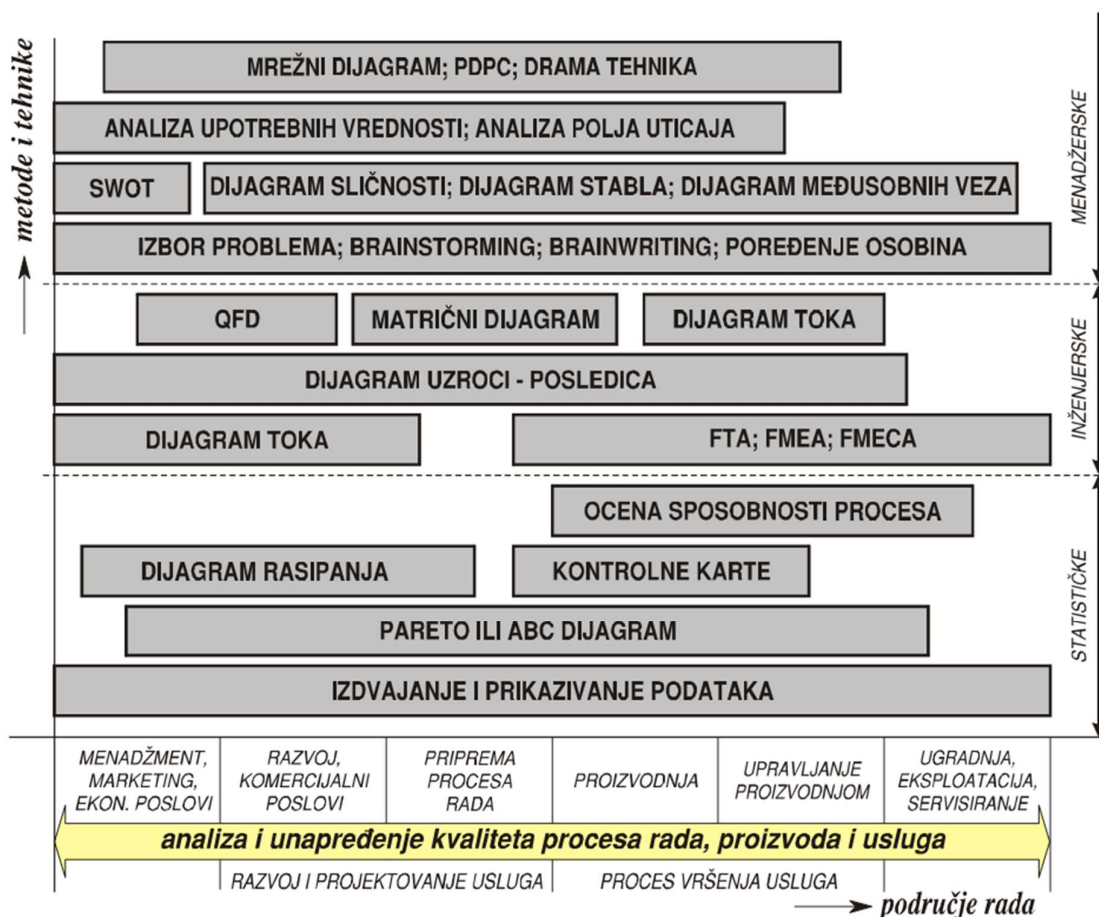 metode i tehnike
MREŽNI DIJAGRAM; PDPC; DRAMA TEHNIKA
ANALIZA UPOTREBNIH VREDNOSTI; ANALIZA POLJA UTICAJA
SWOT
DIJAGRAM SLIČNOSTI; DIJAGRAM STABLA; DIJAGRAM MEĐUSOBNIH VEZA
IZBOR PROBLEMA; BRAINSTORMING; BRAINWRITING; POREĐENJE OSOBINA
MENADŽERSKE
QFD
MATRIČNI DIJAGRAM
DIJAGRAM TOKA
DIJAGRAM UZROCI - POSLEDICA
DIJAGRAM TOKA
FTA; FMEA; FMECA
INŽENJERSKE
OCENA SPOSOBNOSTI PROCESA
DIJAGRAM RASIPANJA
KONTROLNE KARTE
PARETO ILI ABC DIJAGRAM
IZDVAJANJE I PRIKAZIVANJE PODATAKA
STATISTIČKE
MENADŽMENT,
MARKETING,
EKON. POSLOVI
RAZVOJ,
KOMERCIJALNI
POSLOVI
PRIPREMA
PROCESA
RADA
PROIZVODNJA
UPRAVLJANJE
PROIZVODNJOM
UGRADNJA,
EKSPLOATACIJA,
SERVISIRANJE
analiza i unapređenje kvaliteta procesa rada, proizvoda i usluga
RAZVOJ I PROJEKTOVANJE USLUGA
PROCES VRŠENJA USLUGA
područje rada